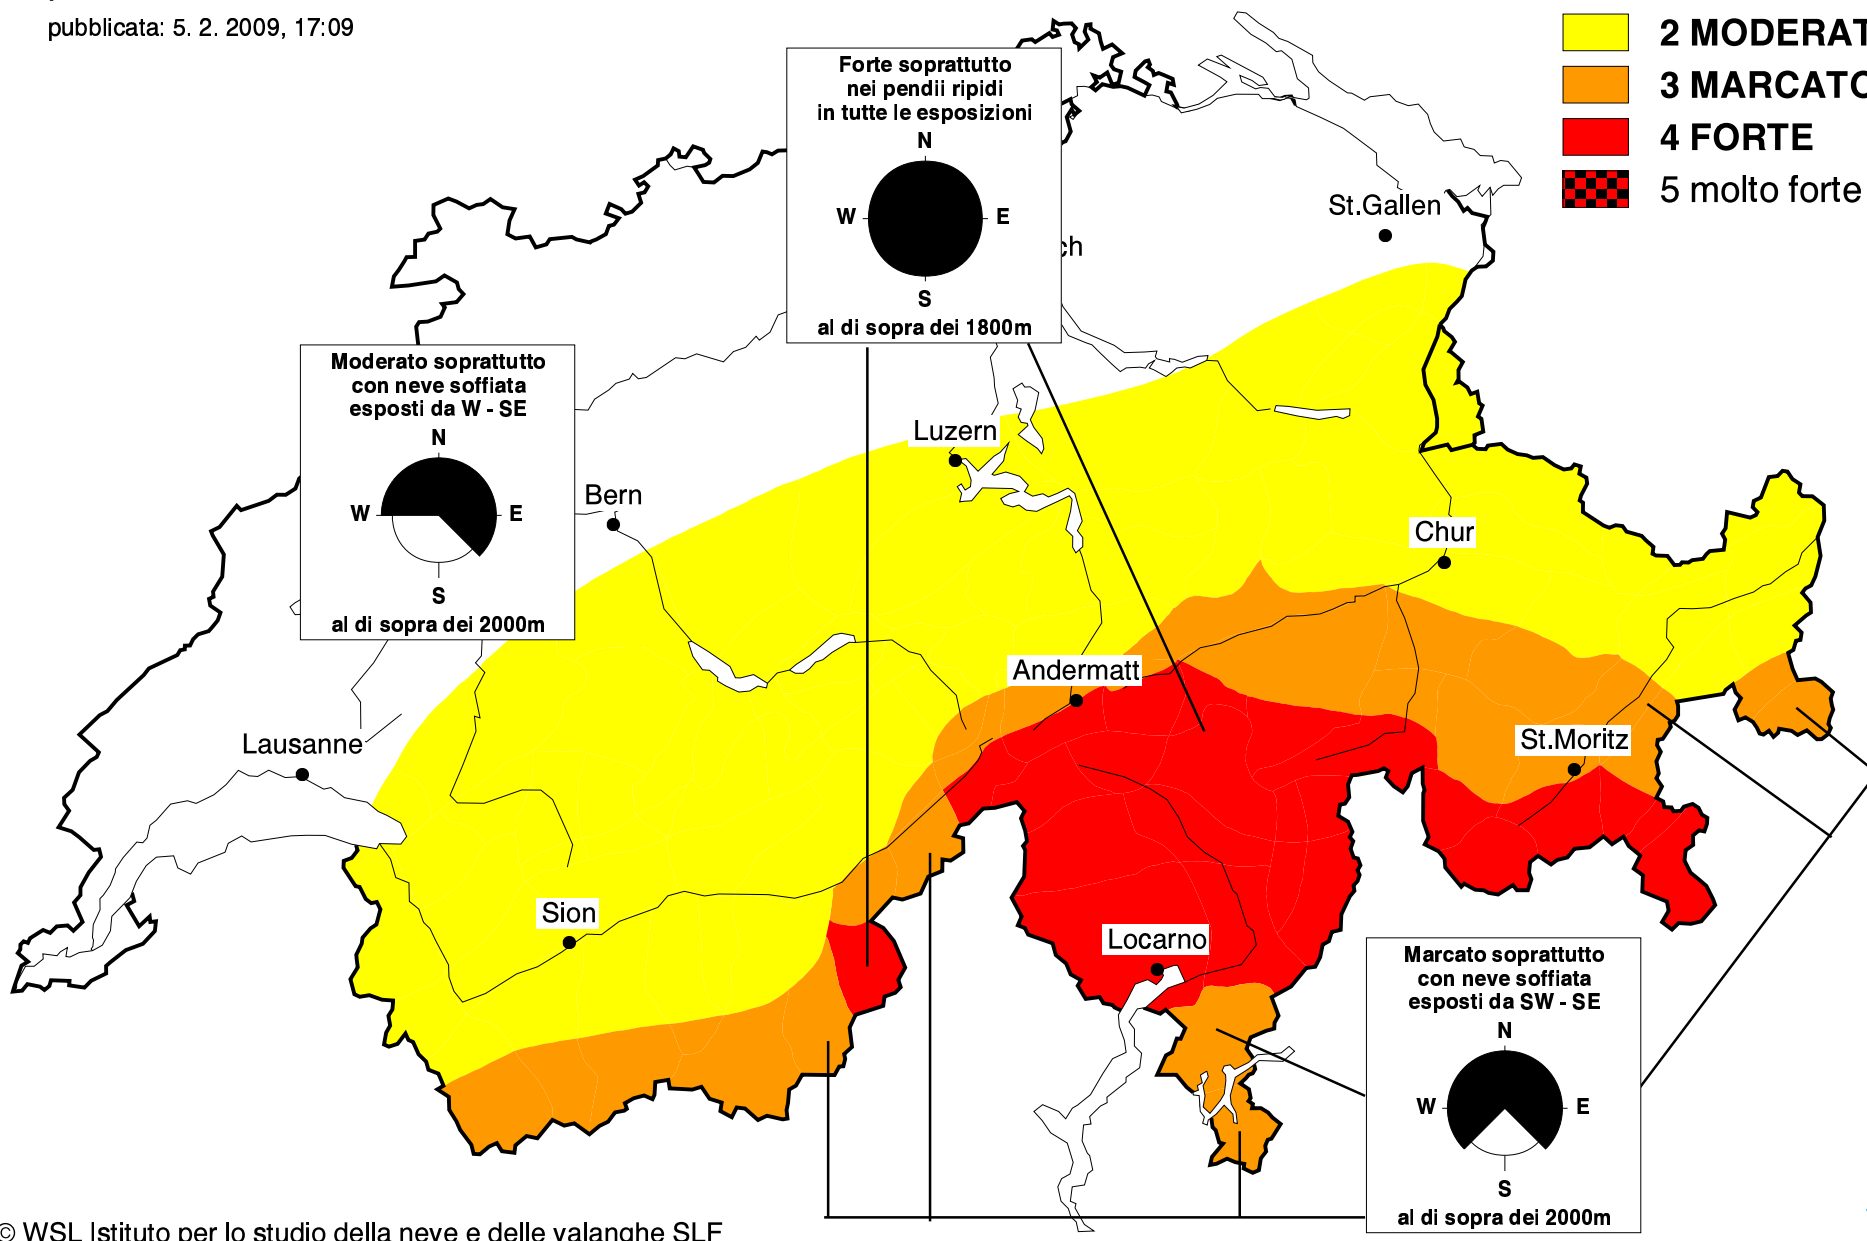 pubblicata: 5. 2. 2009, 17:09
2 MODERAT
3 MARCATO
4 FORTE
5 molto forte
Forte soprattutto
nei pendii ripidi
in tutte le esposizioni
N
W E
S
al di sopra dei 1800m
ch
St.Gallen
Moderato soprattutto
con neve soffiata
esposti da W - SE
N
W E
S
al di sopra dei 2000m
Luzern
Bern
Chur
Andermatt
Lausanne
St.Moritz
Sion
Locarno
Marcato soprattutto
con neve soffiata
esposti da SW - SE
N
W E
S
al di sopra dei 2000m
© WSL Istituto per lo studio della neve e delle valanghe SLF